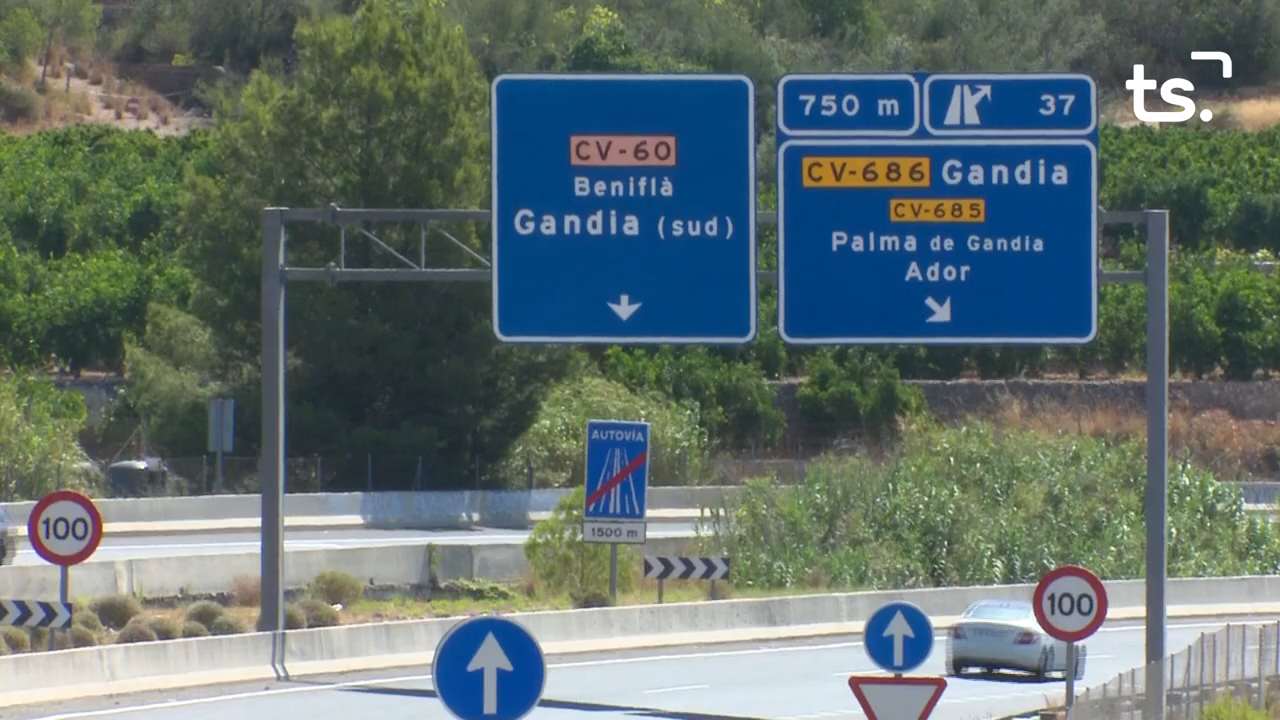 ts.
CV-60
Beniflà
Gandia (sud)
750 m
37
CV-686 Gandia
CV-685
Palma de Gandia
Ador
AUTOVÍA
1500 m
100
100